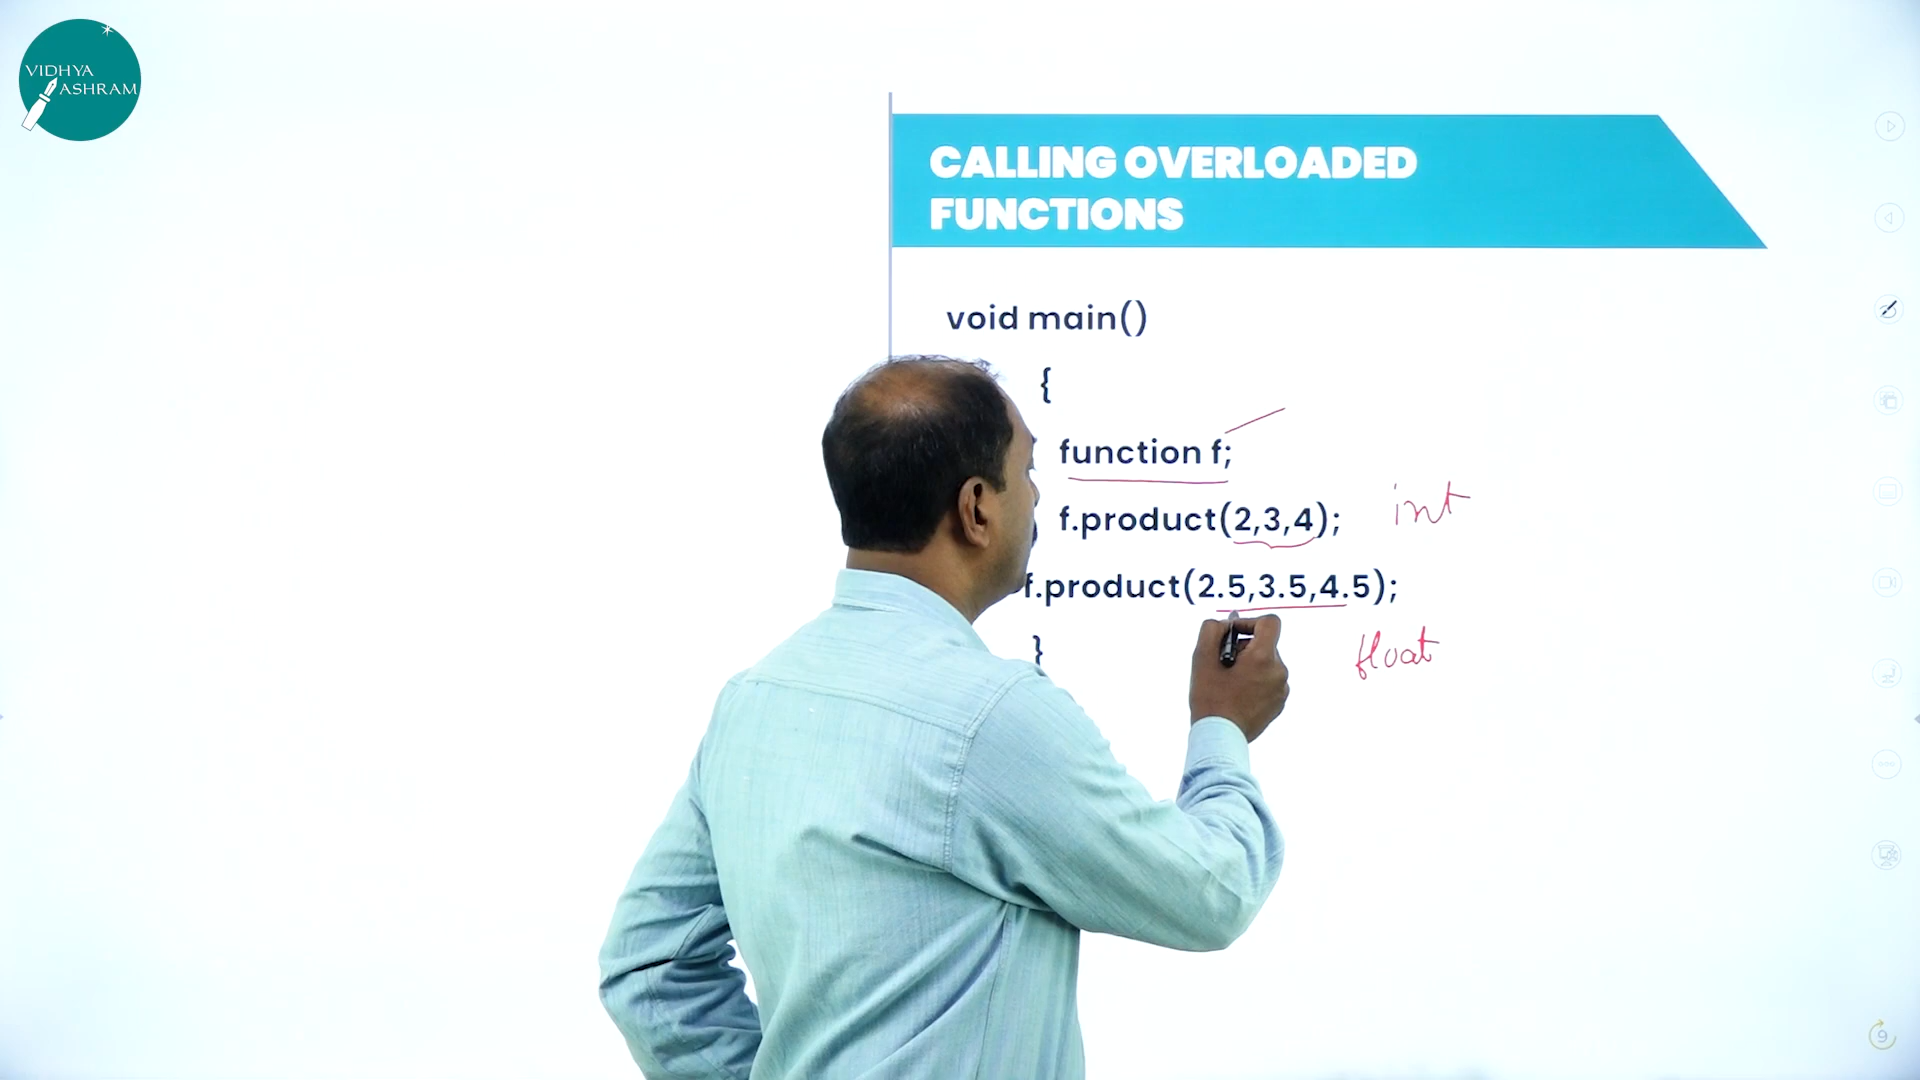 VIDHYA
ASHRAM
CALLING OVERLOADED
FUNCTIONS
void main()
{
function f;
f.product(2,3,4); int
f.product(2.5,3.5,4.5);
}
float
9